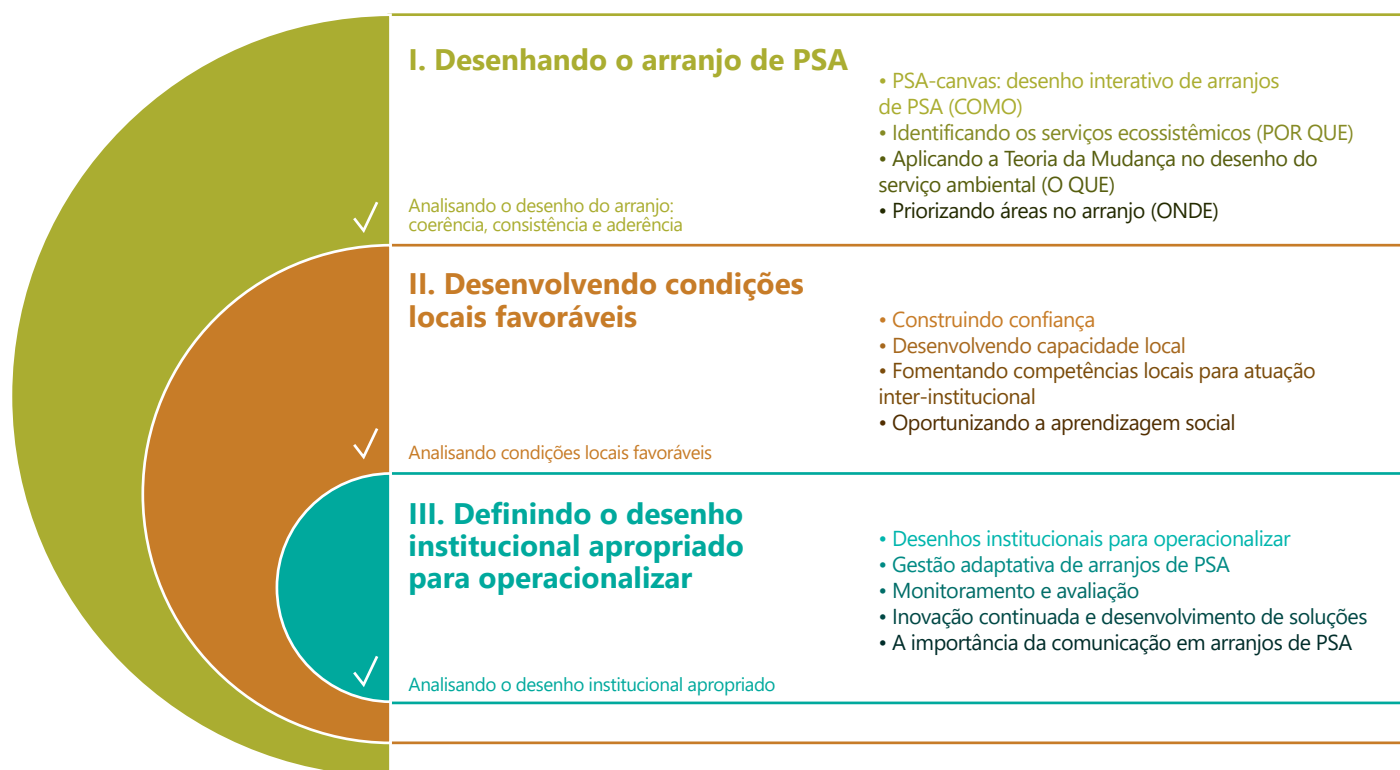 I. Desenhando o arranjo de PSA
• PSA-canvas: desenho interativo de arranjos
de PSA (COMO)
• Identificando os serviços ecossistêmicos (POR QUE)
• Aplicando a Teoria da Mudança no desenho do
serviço ambiental (O QUE)
• Priorizando áreas no arranjo (ONDE)
Analisando o desenho do arranjo:
coerência, consistência e aderência
II. Desenvolvendo condições
locais favoráveis
• Construindo confiança
• Desenvolvendo capacidade local
• Fomentando competências locais para atuação
inter-institucional
• Oportunizando a aprendizagem social
Analisando condições locais favoráveis
III. Definindo o desenho
institucional apropriado
para operacionalizar
• Desenhos institucionais para operacionalizar
• Gestão adaptativa de arranjos de PSA
• Monitoramento e avaliação
• Inovação continuada e desenvolvimento de soluções
• A importância da comunicação em arranjos de PSA
Analisando o desenho institucional apropriado